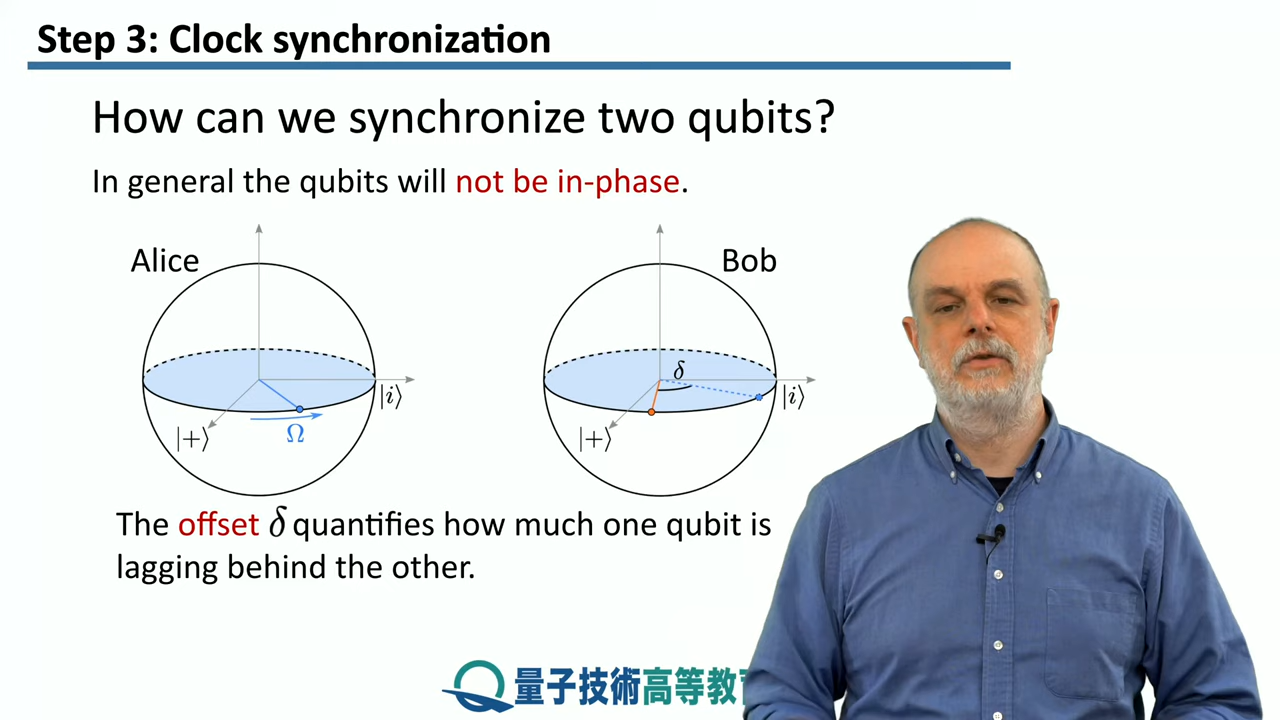 Step 3: Clock synchronization
How can we synchronize two qubits?
In general the qubits will not be in-phase.
Alice
|i⟩
|+⟩
Ω
Bob
δ
|i⟩
|+⟩
The offset δ quantifies how much one qubit is
lagging behind the other.
量子技術高等教